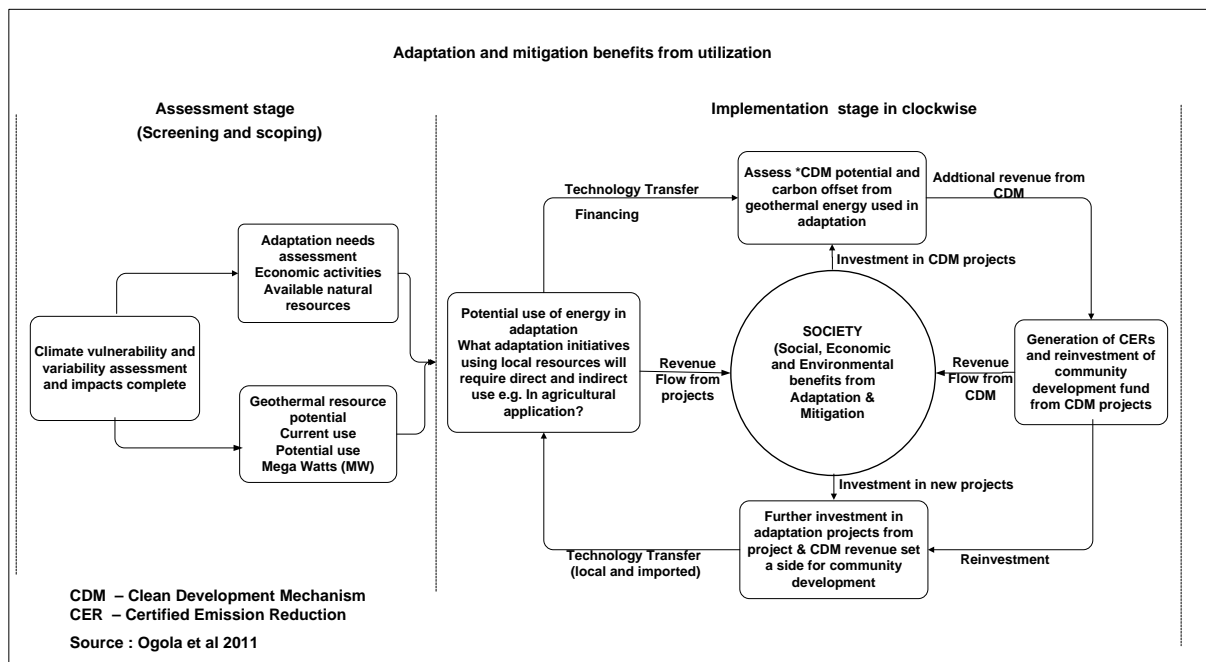 Adaptation and mitigation benefits from utilization
Assessment stage
(Screening and scoping)
Implementation  stage in clockwise
Climate vulnerability and
variability assessment
and impacts complete
Adaptation needs
assessment
Economic activities
Available natural
resources
Geothermal resource
potential
Current use
Potential use
Mega Watts (MW)
Potential use of energy in
adaptation
What adaptation initiatives
using local resources will
require direct and indirect
use e.g. In agricultural
application?
Technology Transfer
Financing
Assess *CDM potential and
carbon offset from
geothermal energy used in
adaptation
Addtional revenue from
CDM
Investment in CDM projects
Revenue
Flow from
projects
SOCIETY
(Social, Economic
and Environmental
benefits from
Adaptation &
Mitigation
Revenue
Flow from
CDM
Generation of CERs
and reinvestment of
community
development fund
from CDM projects
Investment in new projects
Further investment in
adaptation projects from
project & CDM revenue set
a side for community
development
Reinvestment
Technology Transfer
(local and imported)
CDM  – Clean Development Mechanism
CER  – Certified Emission Reduction
Source : Ogola et al 2011